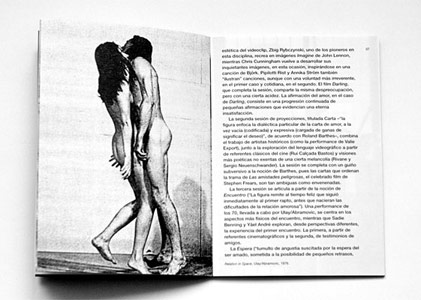 estética del videoclip, Zbig Rybczynski, uno de los pioneros en
esta disciplina, recrea en imágenes Imagine de John Lennon,
mientras Chris Cunningham vuelve a desarrollar sus
inquietantes imágenes, en esta ocasión, inspirándose en una
canción de Björk. Pipilotti Rist y Annika Ström también
"ilustran" canciones, aunque con una voluntad más irreverente,
en el primer caso y cotidiana, en el segundo. El film Darling,
que completa la sesión, comparte la misma despreocupación,
pero con una cierta acidez. La afirmación del amor, en el caso
de Darling, consiste en una progresión continuada de
pequeñas afirmaciones que evidencian una eterna
insatisfacción.
La segunda sesión de proyecciones, Mutada Carta –"la
figura enfoca la dialéctica particular de la carta de amor, a la
vez vacía (codificada) y expresiva (cargada de ganas de
significar el deseo)", de acuerdo con Roland Barthes–, combina
el trabajo de artistas históricos (como la performance de Valie
Export), junto a la exploración del lenguaje videográfico a partir
de referentes clásicos del cine (Rui Calçada Bastos) y visiones
más poéticas no exentas de una cierta melancolía (Rivane y
Sergio Neuenschwander). La sesión se completa con un guiño
subversivo a la noción de Barthes, pues las cartas que ordenan
la trama de Las amistades peligrosas, el celebrado film de
Stephen Frears, son tan ambiguas como envenenadas.
La tercera sesión se articula a partir de la noción de
Encuentro ("La figura remite al tiempo feliz que siguió
inmediatamente al primer rapto, antes que nacieran las
dificultades de la relación amorosa"). Una performance de
los 70, llevada a cabo por Ulay/Abramovic, se centra en los
aspectos más físicos del encuentro, mientras que Sadie
Benning y Yael André exploran, desde perspectivas diferentes,
la experiencia del primer encuentro. La primera, a partir de
referentes cinematográficos y la segunda, de testimonios de
amigos.
La Espera ("tumulto de angustia suscitado por la espera del
ser amado, sometida a la posibilidad de pequeños retrasos,
Relation in Space, Ulay/Abramovic, 1976.